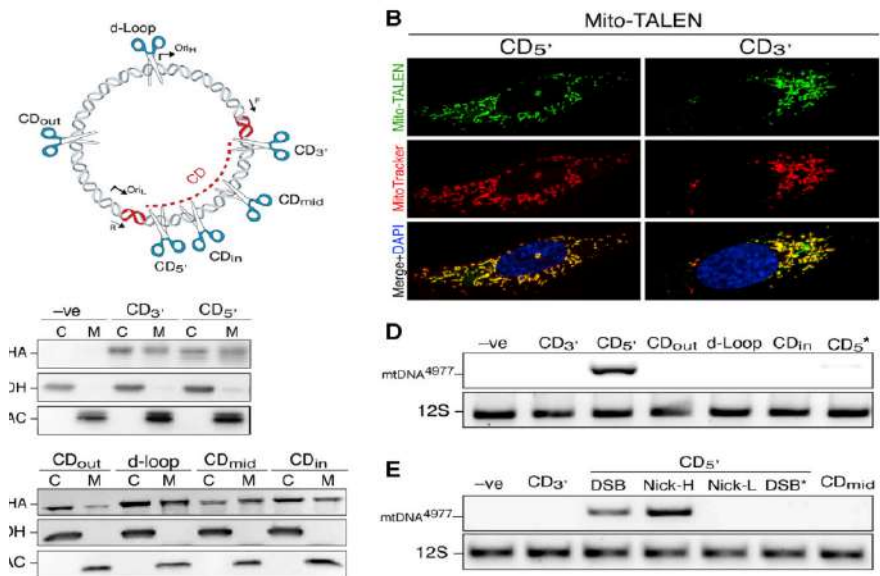 d-Loop
OriH
F
CDout
CD3'
CD
OriL
CDmid
R
CDin
CD5'
B
Mito-TALEN
CD5' CD3'
Mito-TALEN
MitoTracker
Merge+DAPI
–ve CD3' CD5'
C M C M C M
HA
DH
AC
CDout d-loop CDmid CDin
C M C M C M C M
HA
DH
AC
D
–ve CD3' CD5' CDout d-Loop CDin CD5*
mtDNA4977
12S
E
CD5'
–ve CD3' DSB Nick-H Nick-L DSB* CDmid
mtDNA4977
12S